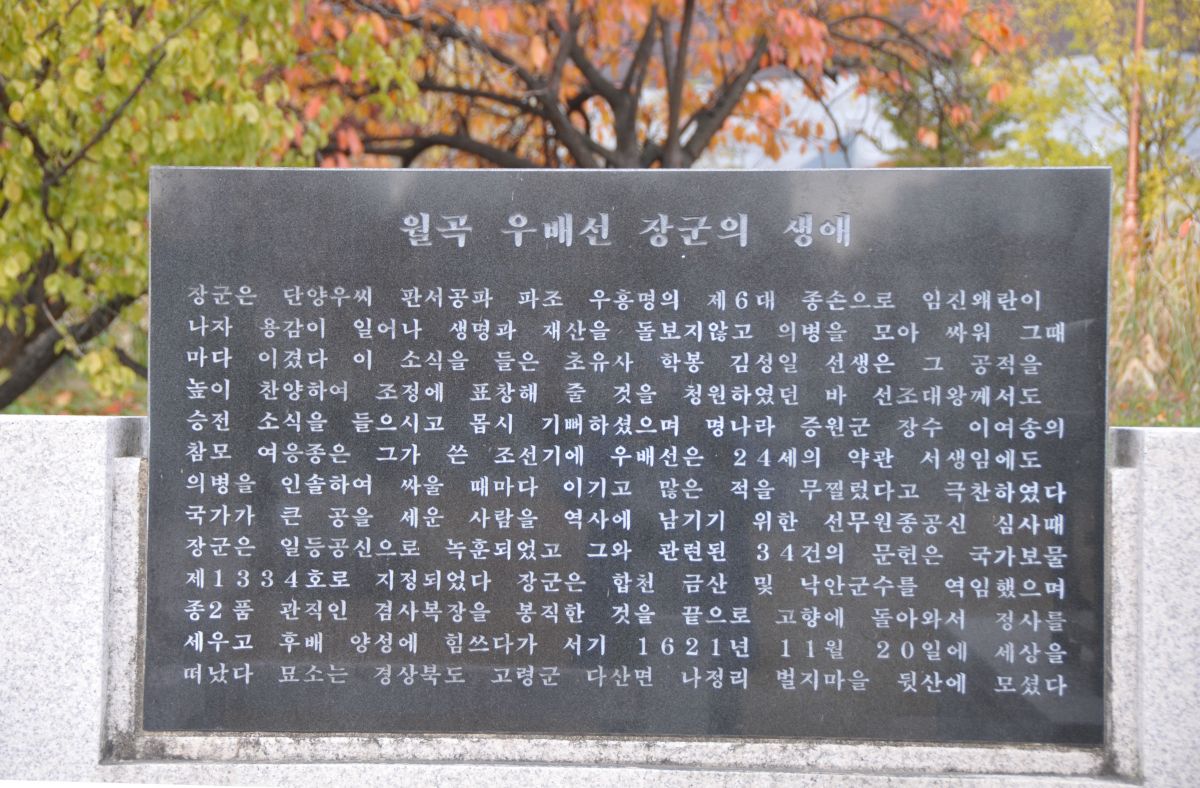 월곡 우배선 장군의 생애
장군은 단양우씨 판서공파 파조 우홍명의 제6대 종손으로 임진왜란이
나자 용감이 일어나 생명과 재산을 돌보지않고 의병을 모아 싸워 그때
마다 이겼다 이 소식을 들은 초유사 학봉 김성일 선생은 그 공적을
높이 찬양하여 조정에 표창해 줄 것을 청원하였던 바 선조대왕께서도
승전 소식을 들으시고 몹시 기뻐하셨으며 명나라 증원군 장수 이여송의
참모 여응종은 그가 쓴 조선기에 우배선은 24세의 약관 서생임에도
의병을 인솔하여 싸울 때마다 이기고 많은 적을 무찔렀다고 극찬하였다
국가가 큰 공을 세운 사람을 역사에 남기기 위한 선무원종공신 심사때
장군은 일등공신으로 녹훈되었고 그와 관련된 34건의 문헌은 국가보물
제1334호로 지정되었다 장군은 합천 금산 및 낙안군수를 역임했으며
종2품 관직인 겸사복장을 봉직한 것을 끝으로 고향에 돌아와서 정사를
세우고 후배 양성에 힘쓰다가 서기 1621년 11월 20일에 세상을
떠났다 묘소는 경상북도 고령군 다산면 나정리 벌지마을 뒷산에 모셨다